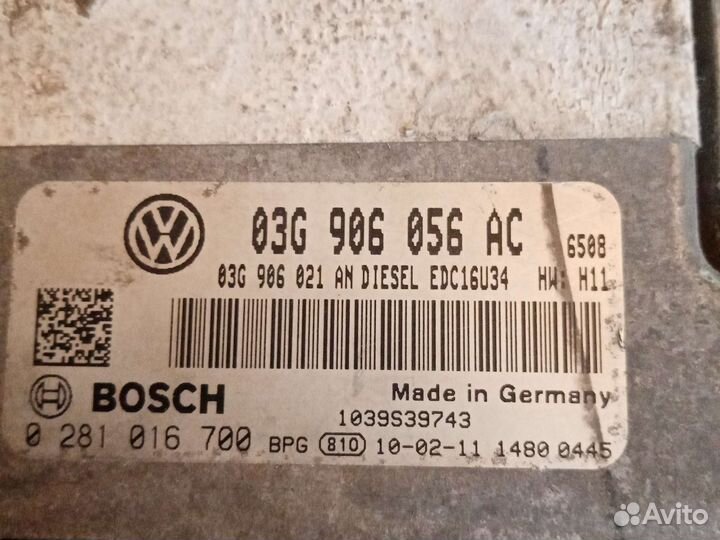 03G 906 056 AC 6508
03G 906 021 AN DIESEL EDC16U34 HW: H11
BOSCH Made in Germany
1039S39743
0 281 016 700 BPG 810 10-02-11 1480 0445
Avito